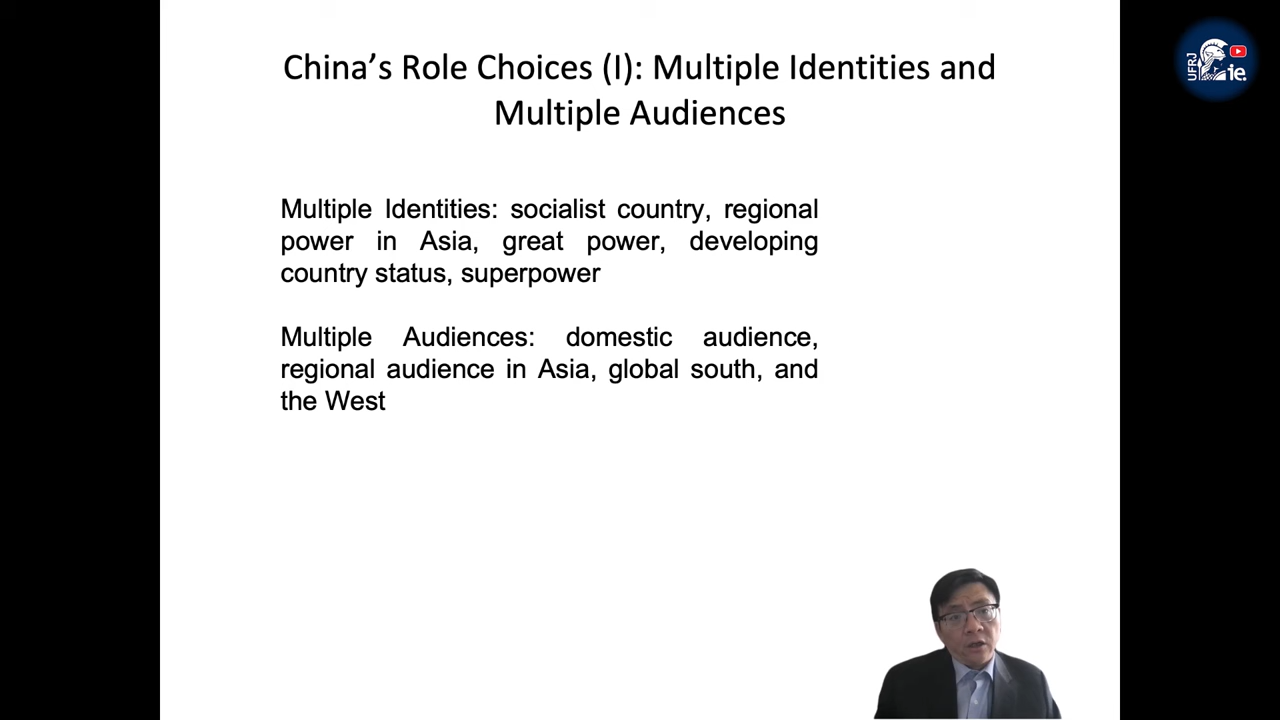 China’s Role Choices (I): Multiple Identities and
Multiple Audiences
Multiple Identities: socialist country, regional
power in Asia, great power, developing
country status, superpower
Multiple Audiences: domestic audience,
regional audience in Asia, global south, and
the West
UFRJ
ie.